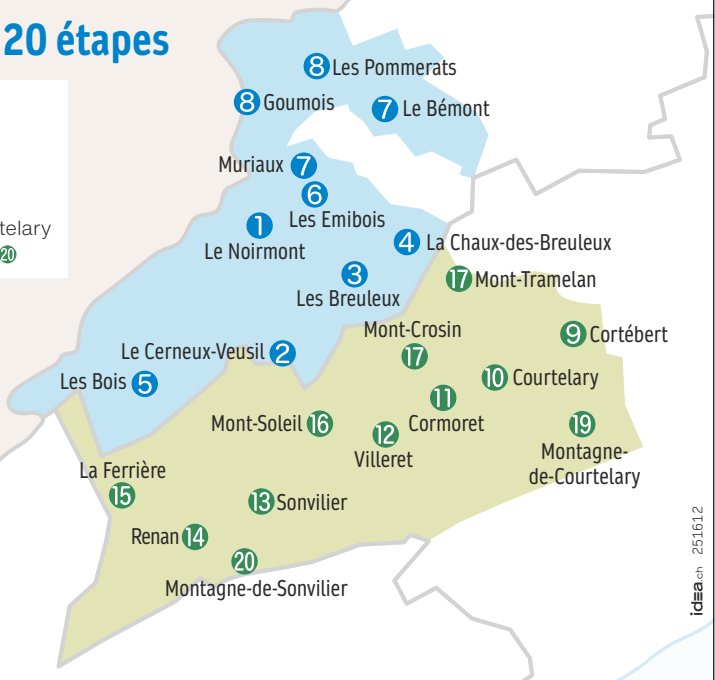 20 étapes
8 Les Pommerats
8 Goumois
7 Le Bémont
Muriaux 7
6
Les Emibois
telary
20
1
Le Noirmont
4 La Chaux-des-Breuleux
3
Les Breuleux
17 Mont-Tramelan
Mont-Crosin
17
9 Cortébert
Le Cerneux-Veusil 2
Les Bois 5
10 Courtelary
11
Cormoret
Mont-Soleil 16
12
Villeret
19
Montagne-
de-Courtelary
La Ferrière
15
13 Sonvilier
Renan 14
20
Montagne-de-Sonvilier
idea.ch 251612